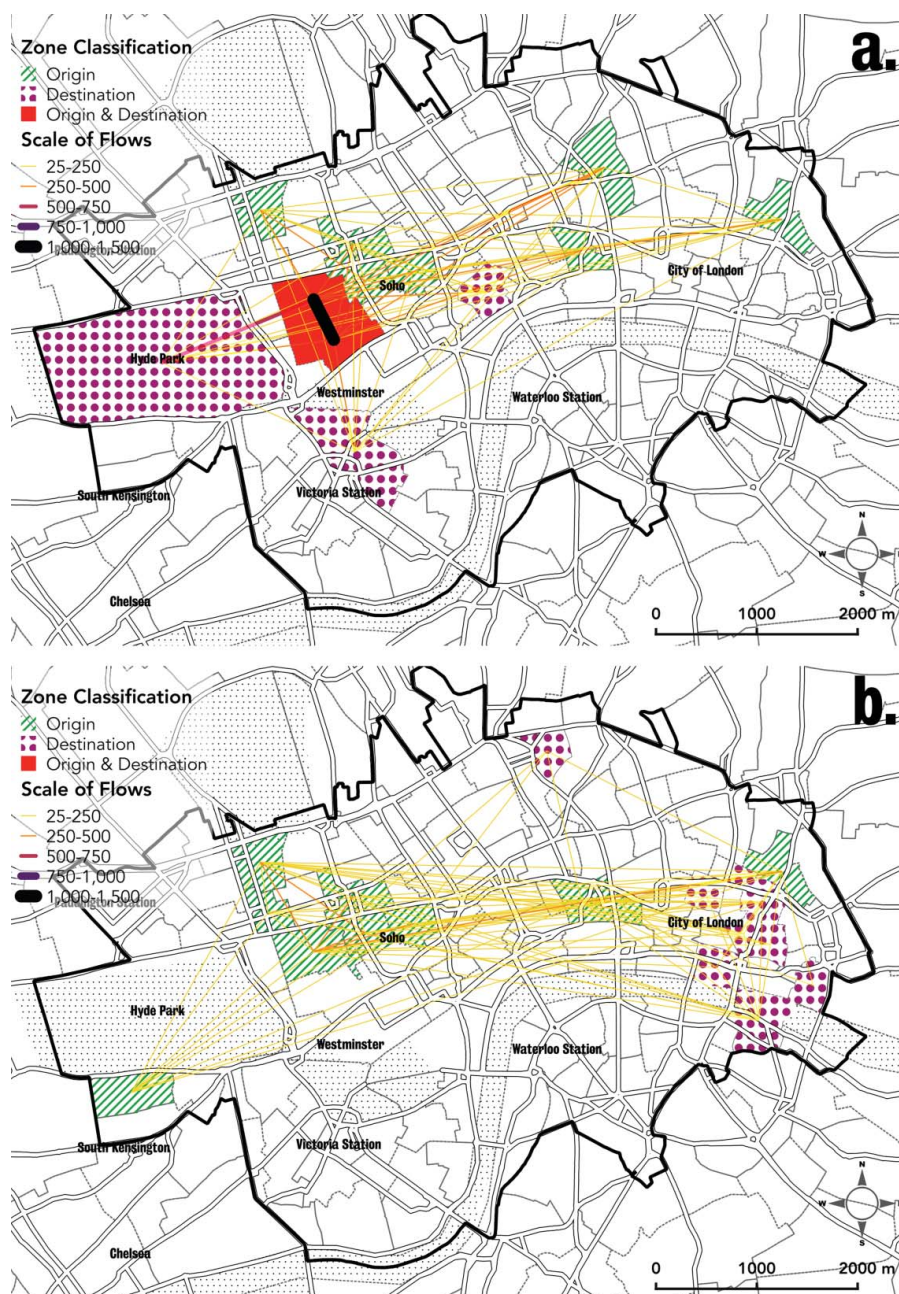 a.
Zone Classification
Origin
Destination
Origin & Destination
Scale of Flows
25-250
250-500
500-750
750-1,000
1,000-1,500
Paddington Station
Soho
City of London
Hyde Park
Westminster
Waterloo Station
South Kensington
Victoria Station
Chelsea
N
W E
S
0 1000 2000 m
b.
Zone Classification
Origin
Destination
Origin & Destination
Scale of Flows
25-250
250-500
500-750
750-1,000
1,000-1,500
Paddington Station
Soho
City of London
Hyde Park
Westminster
Waterloo Station
South Kensington
Victoria Station
Chelsea
N
W E
S
0 1000 2000 m